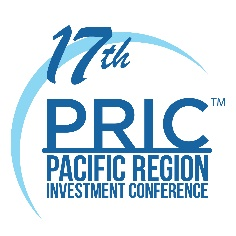 17th
PRIC™
PACIFIC REGION
INVESTMENT CONFERENCE